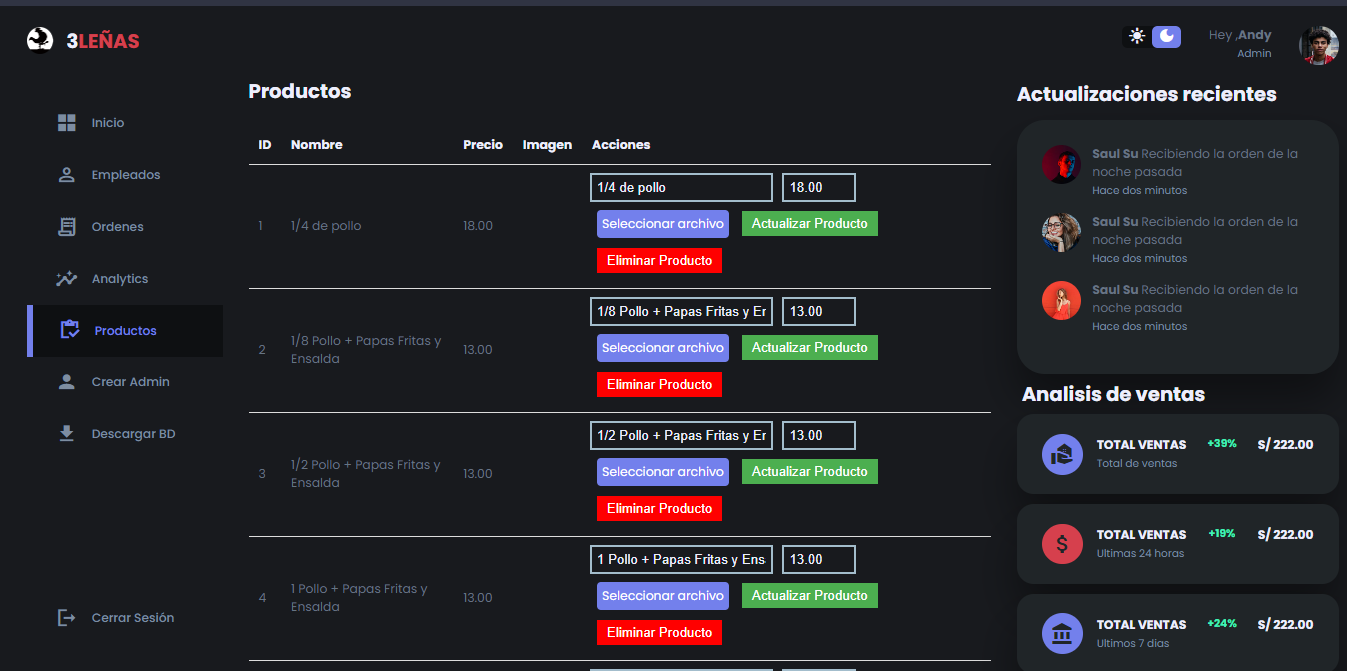 3LEÑAS
Hey ,Andy
Admin
Inicio
Empleados
Ordenes
Analytics
Productos
Crear Admin
Descargar BD
Cerrar Sesión
Productos
ID Nombre Precio Imagen Acciones
1/4 de pollo 18.00
1 1/4 de pollo 18.00 Seleccionar archivo Actualizar Producto
Eliminar Producto
1/8 Pollo + Papas Fritas y Er 13.00
2 1/8 Pollo + Papas Fritas y
Ensalda 13.00 Seleccionar archivo Actualizar Producto
Eliminar Producto
1/2 Pollo + Papas Fritas y Er 13.00
3 1/2 Pollo + Papas Fritas y
Ensalda 13.00 Seleccionar archivo Actualizar Producto
Eliminar Producto
1 Pollo + Papas Fritas y Ens 13.00
4 1 Pollo + Papas Fritas y
Ensalda 13.00 Seleccionar archivo Actualizar Producto
Eliminar Producto
Actualizaciones recientes
Saul Su Recibiendo la orden de la
noche pasada
Hace dos minutos
Saul Su Recibiendo la orden de la
noche pasada
Hace dos minutos
Saul Su Recibiendo la orden de la
noche pasada
Hace dos minutos
Analisis de ventas
TOTAL VENTAS +39% S/ 222.00
Total de ventas
TOTAL VENTAS +19% S/ 222.00
Ultimas 24 horas
TOTAL VENTAS +24% S/ 222.00
Ultimos 7 dias